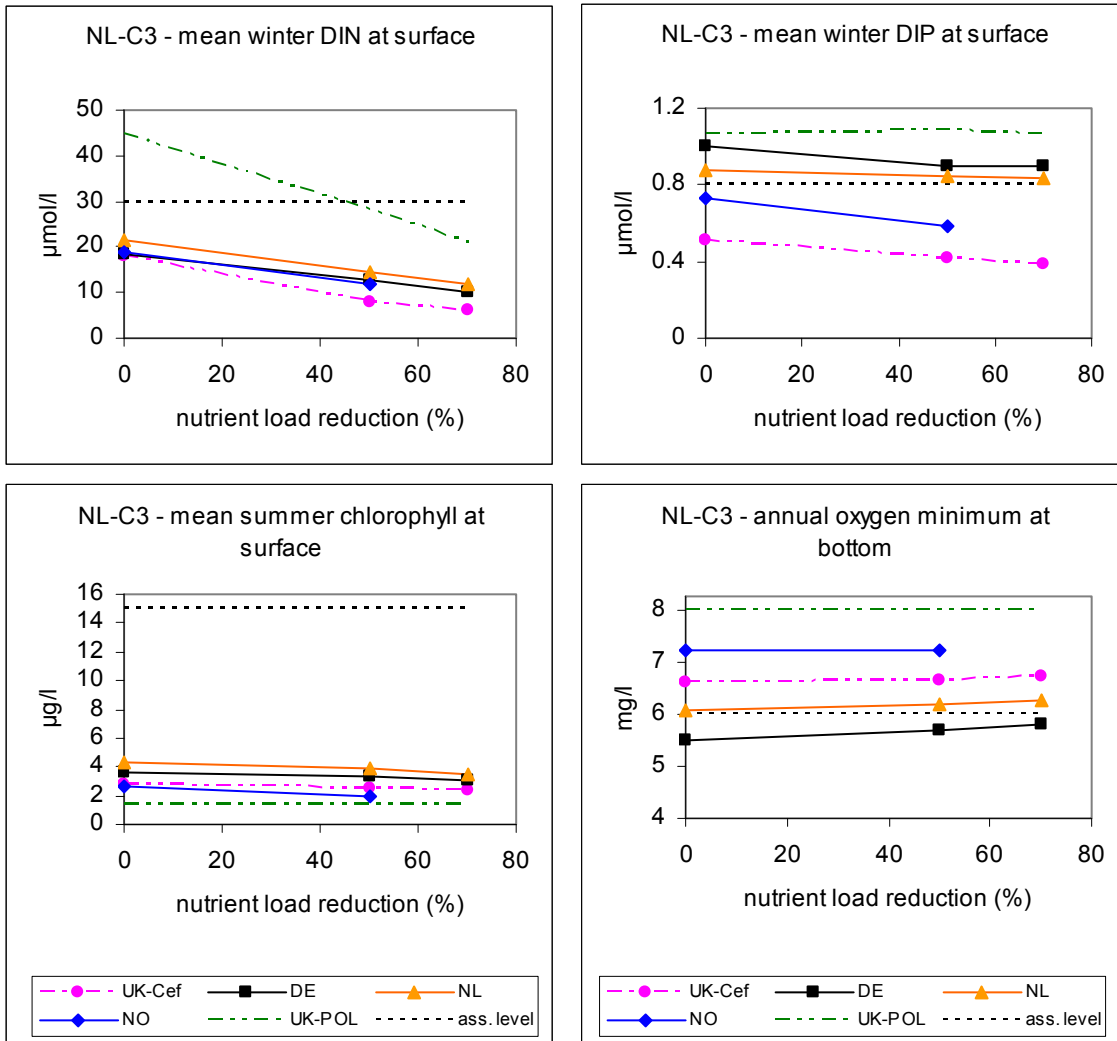 NL-C3 - mean winter DIN at surface
50
40
30
20
10
0
µmol/l
0 20 40 60 80
nutrient load reduction (%)
NL-C3 - mean winter DIP at surface
1.2
0.8
0.4
0
µmol/l
0 20 40 60 80
nutrient load reduction (%)
NL-C3 - mean summer chlorophyll at
surface
16
14
12
10
8
6
4
2
0
µg/l
0 20 40 60 80
nutrient load reduction (%)
UK-Cef DE NL
NO UK-POL ass. level
NL-C3 - annual oxygen minimum at
bottom
8
7
6
5
4
mg/l
0 20 40 60 80
nutrient load reduction (%)
UK-Cef DE NL
NO UK-POL ass. level